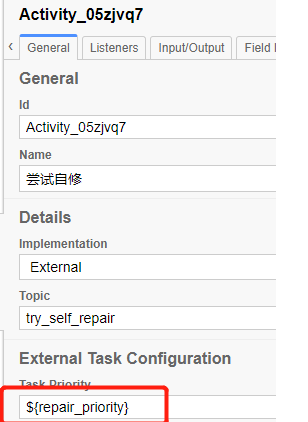 Activity_05zjvq7
General Listeners Input/Output Field
General
Id
Activity_05zjvq7
Name
尝试自修
Details
Implementation
External
Topic
try_self_repair
External Task Configuration
Task Priority
${repair_priority}